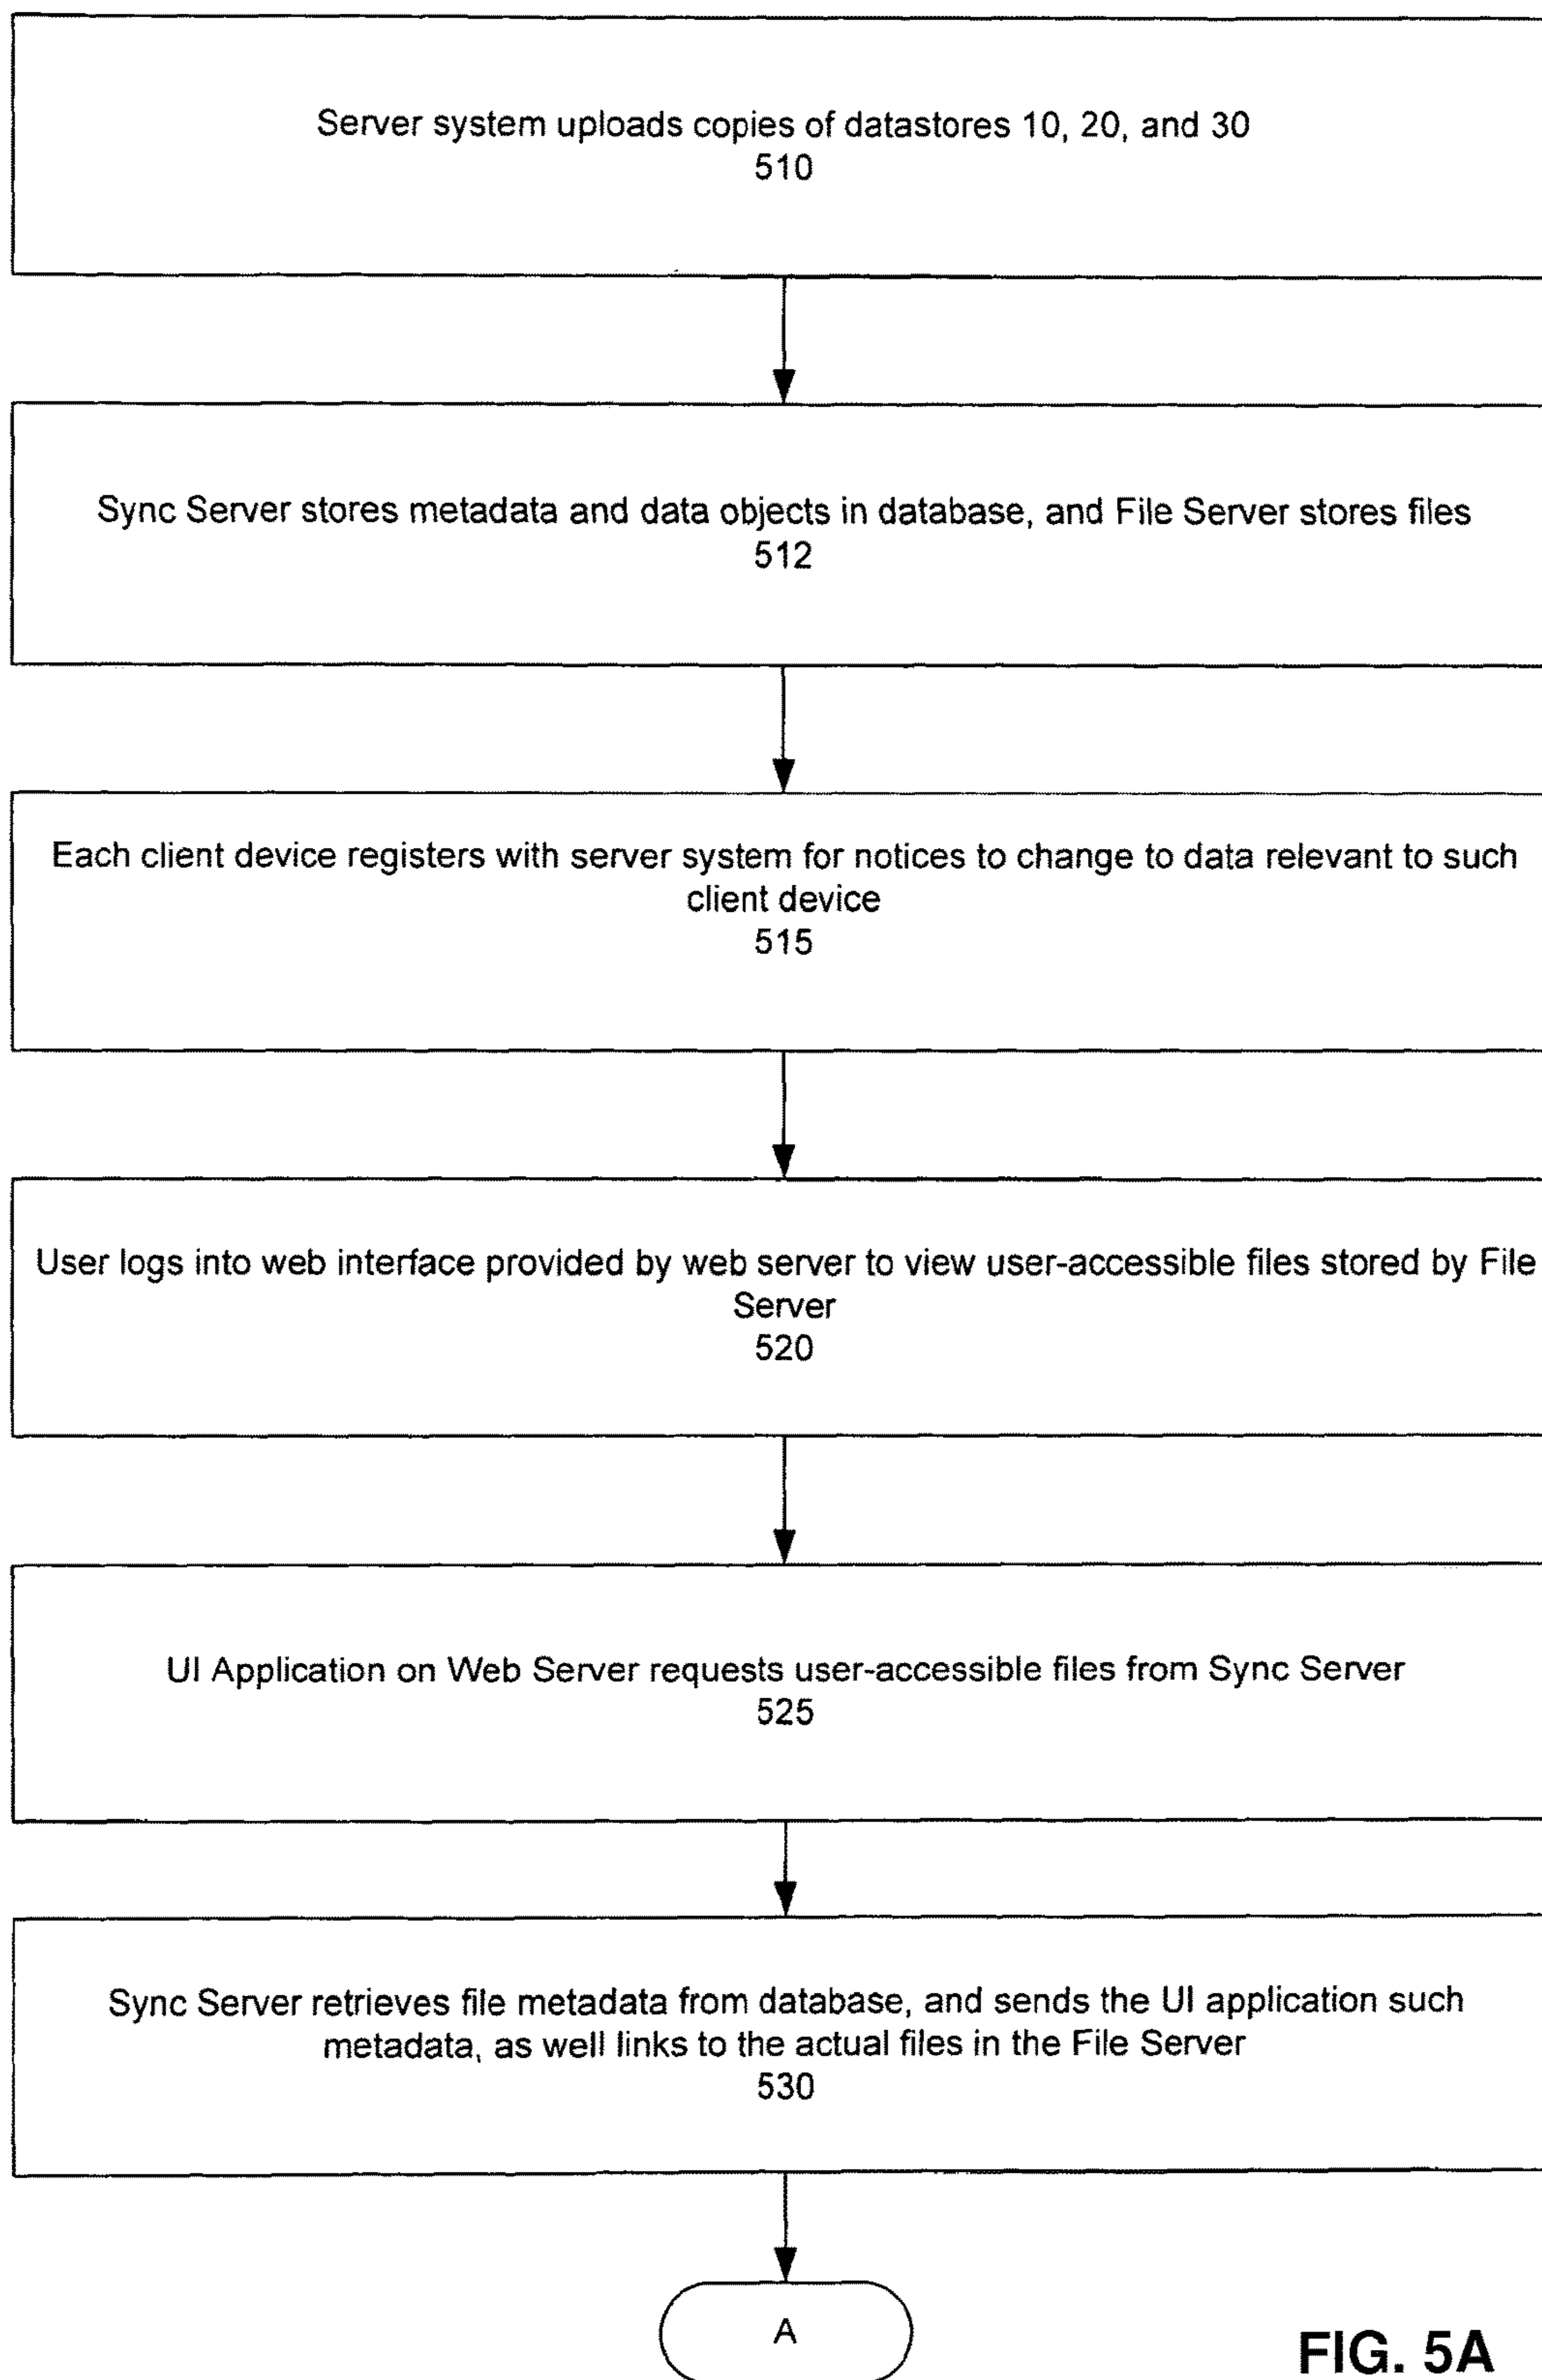 Server system uploads copies of datastores 10, 20, and 30
510
Sync Server stores metadata and data objects in database, and File Server stores files
512
Each client device registers with server system for notices to change to data relevant to such
client device
515
User logs into web interface provided by web server to view user-accessible files stored by File
Server
520
UI Application on Web Server requests user-accessible files from Sync Server
525
Sync Server retrieves file metadata from database, and sends the UI application such
metadata, as well links to the actual files in the File Server
530
A
FIG. 5A